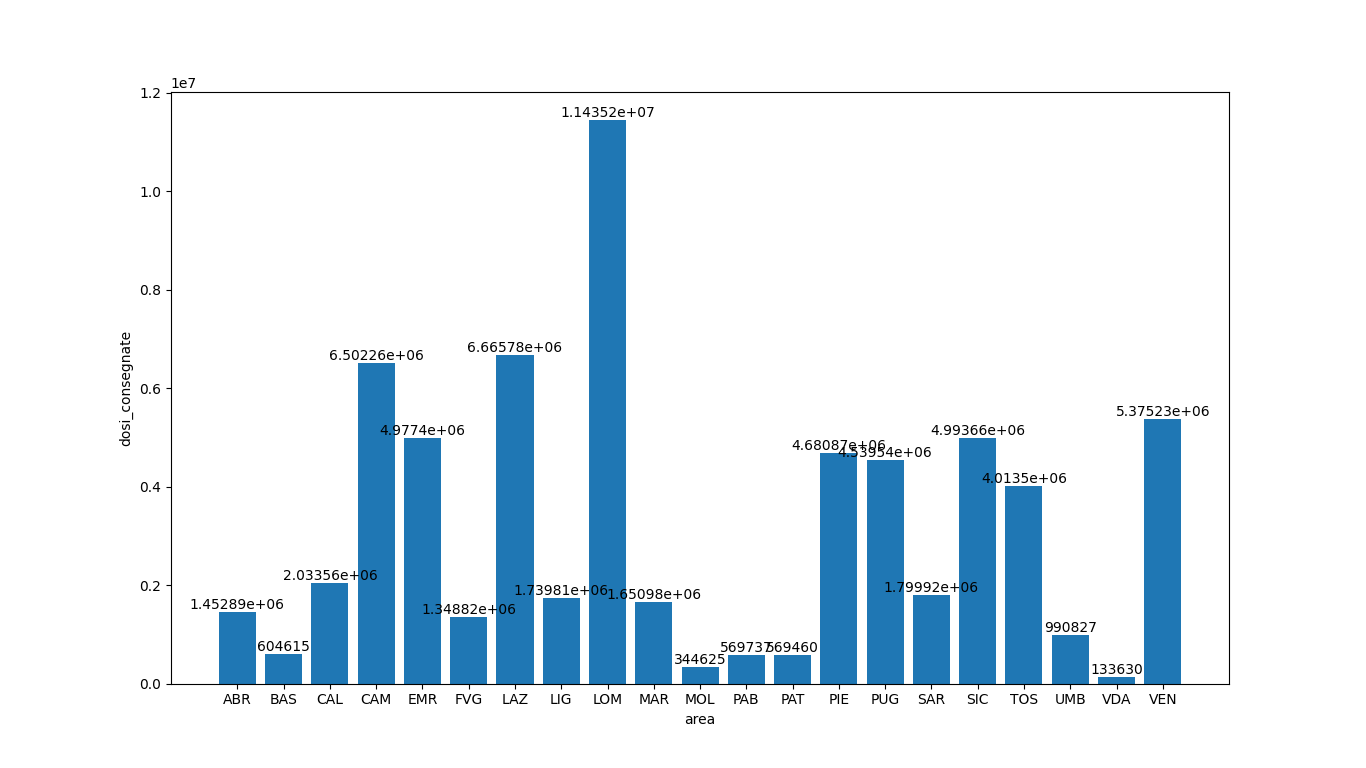 1e7
1.2
1.0
0.8
0.6
0.4
0.2
0.0
dosi_consegnate
1.45289e+06
604615
2.03356e+06
6.50226e+06
4.9774e+06
1.34882e+06
6.66578e+06
1.73981e+06
1.14352e+07
1.65098e+06
344625
569737
569460
4.68087e+06
4.53954e+06
1.79992e+06
4.99366e+06
4.0135e+06
990827
133630
5.37523e+06
ABR BAS CAL CAM EMR FVG LAZ LIG LOM MAR MOL PAB PAT PIE PUG SAR SIC TOS UMB VDA VEN
area